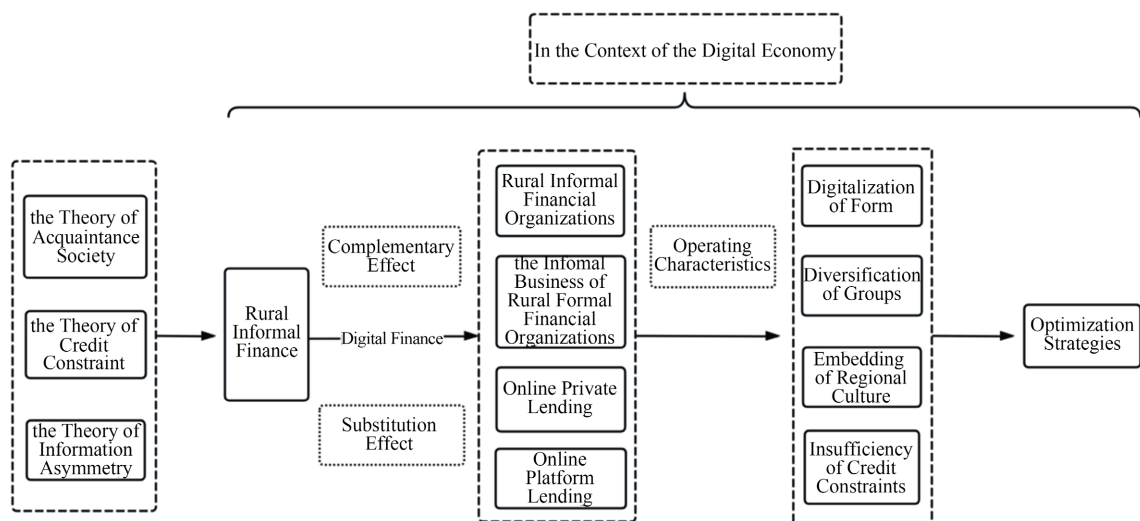 In the Context of the Digital Economy
the Theory of
Acquaintance
Society
the Theory of
Credit
Constraint
the Theory of
Information
Asymmetry
Rural
Informal
Finance
Complementary
Effect
Digital Finance
Substitution
Effect
Rural Informal
Financial
Organizations
the Infomal
Business of
Rural Formal
Financial
Organizations
Online Private
Lending
Online
Platform
Lending
Operating
Characteristics
Digitalization
of Form
Diversification
of Groups
Embedding
of Regional
Culture
Insufficiency
of Credit
Constraints
Optimization
Strategies